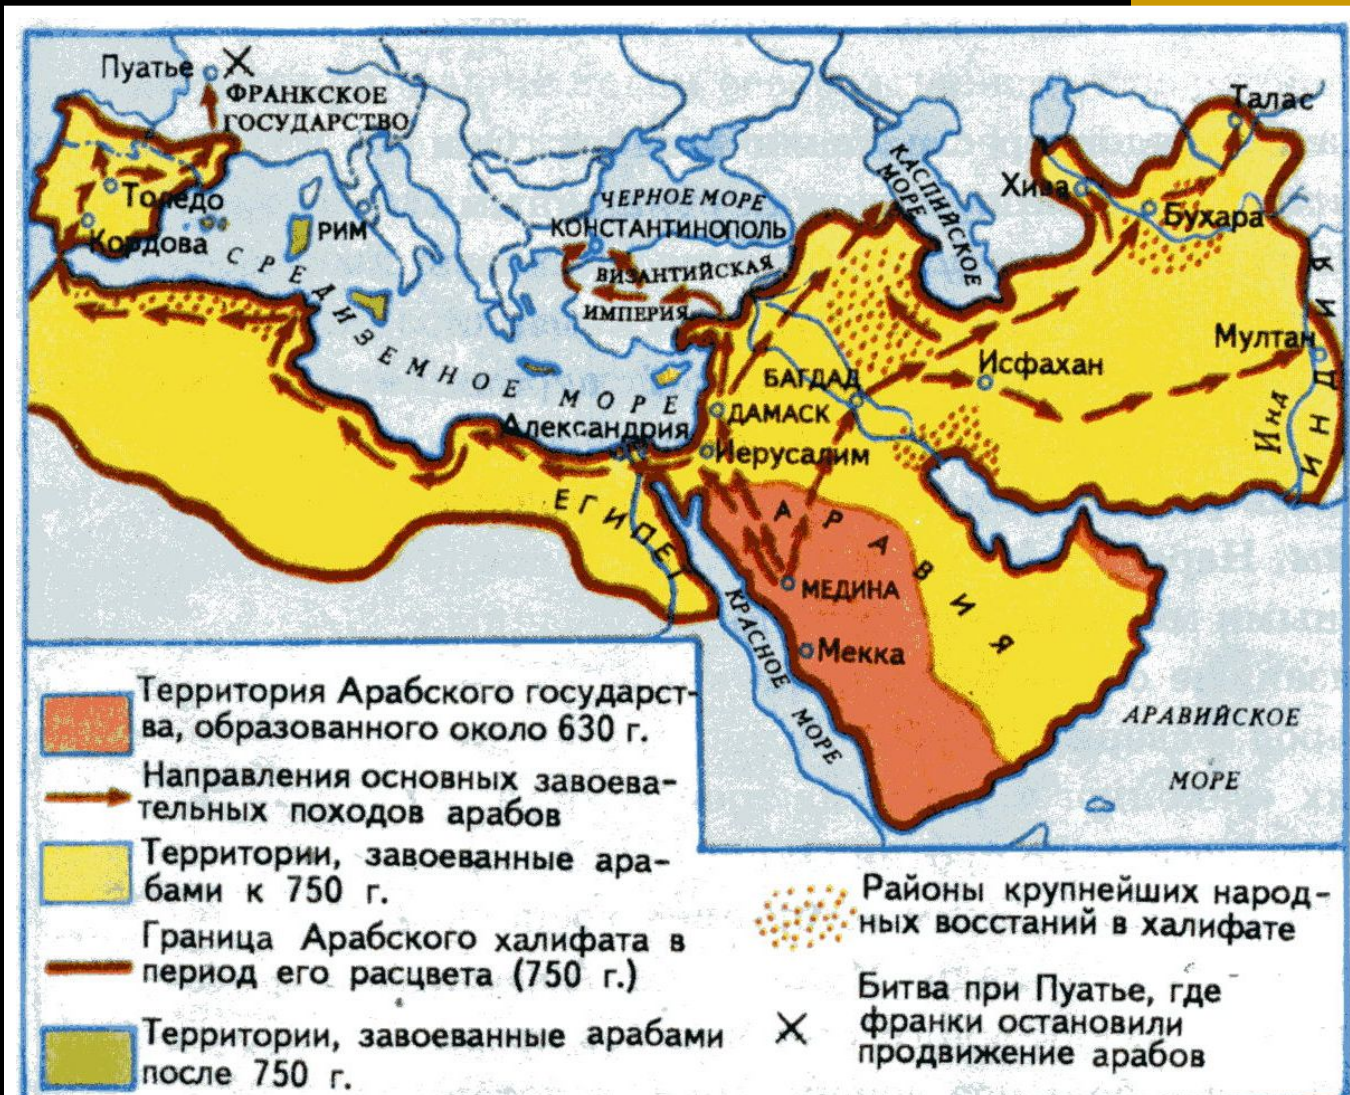 Пуатье
ФРАНКСКОЕ
ГОСУДАРСТВО
Талас
Толедо
Кордова
РИМ
ЧЕРНОЕ МОРЕ
КОНСТАНТИНОПОЛЬ
ВИЗАНТИЙСКАЯ
ИМПЕРИЯ
КАСПИЙСКОЕ
МОРЕ
Хива
Бухара
СРЕДИЗЕМНОЕ МОРЕ
Мултан
Исфахан
БАГДАД
ДАМАСК
Александрия
Иерусалим
Инд
ИНДИЯ
ЕГИПЕТ
АРАВИЯ
МЕДИНА
Мекка
КРАСНОЕ
МОРЕ
АРАВИЙСКОЕ
МОРЕ
Территория Арабского государст-
ва, образованного около 630 г.
Направления основных завоева-
тельных походов арабов
Территории, завоеванные ара-
бами к 750 г.
Граница Арабского халифата в
период его расцвета (750 г.)
Территории, завоеванные арабами
после 750 г.
Районы крупнейших народ-
ных восстаний в халифате
Битва при Пуатье, где
франки остановили
продвижение арабов